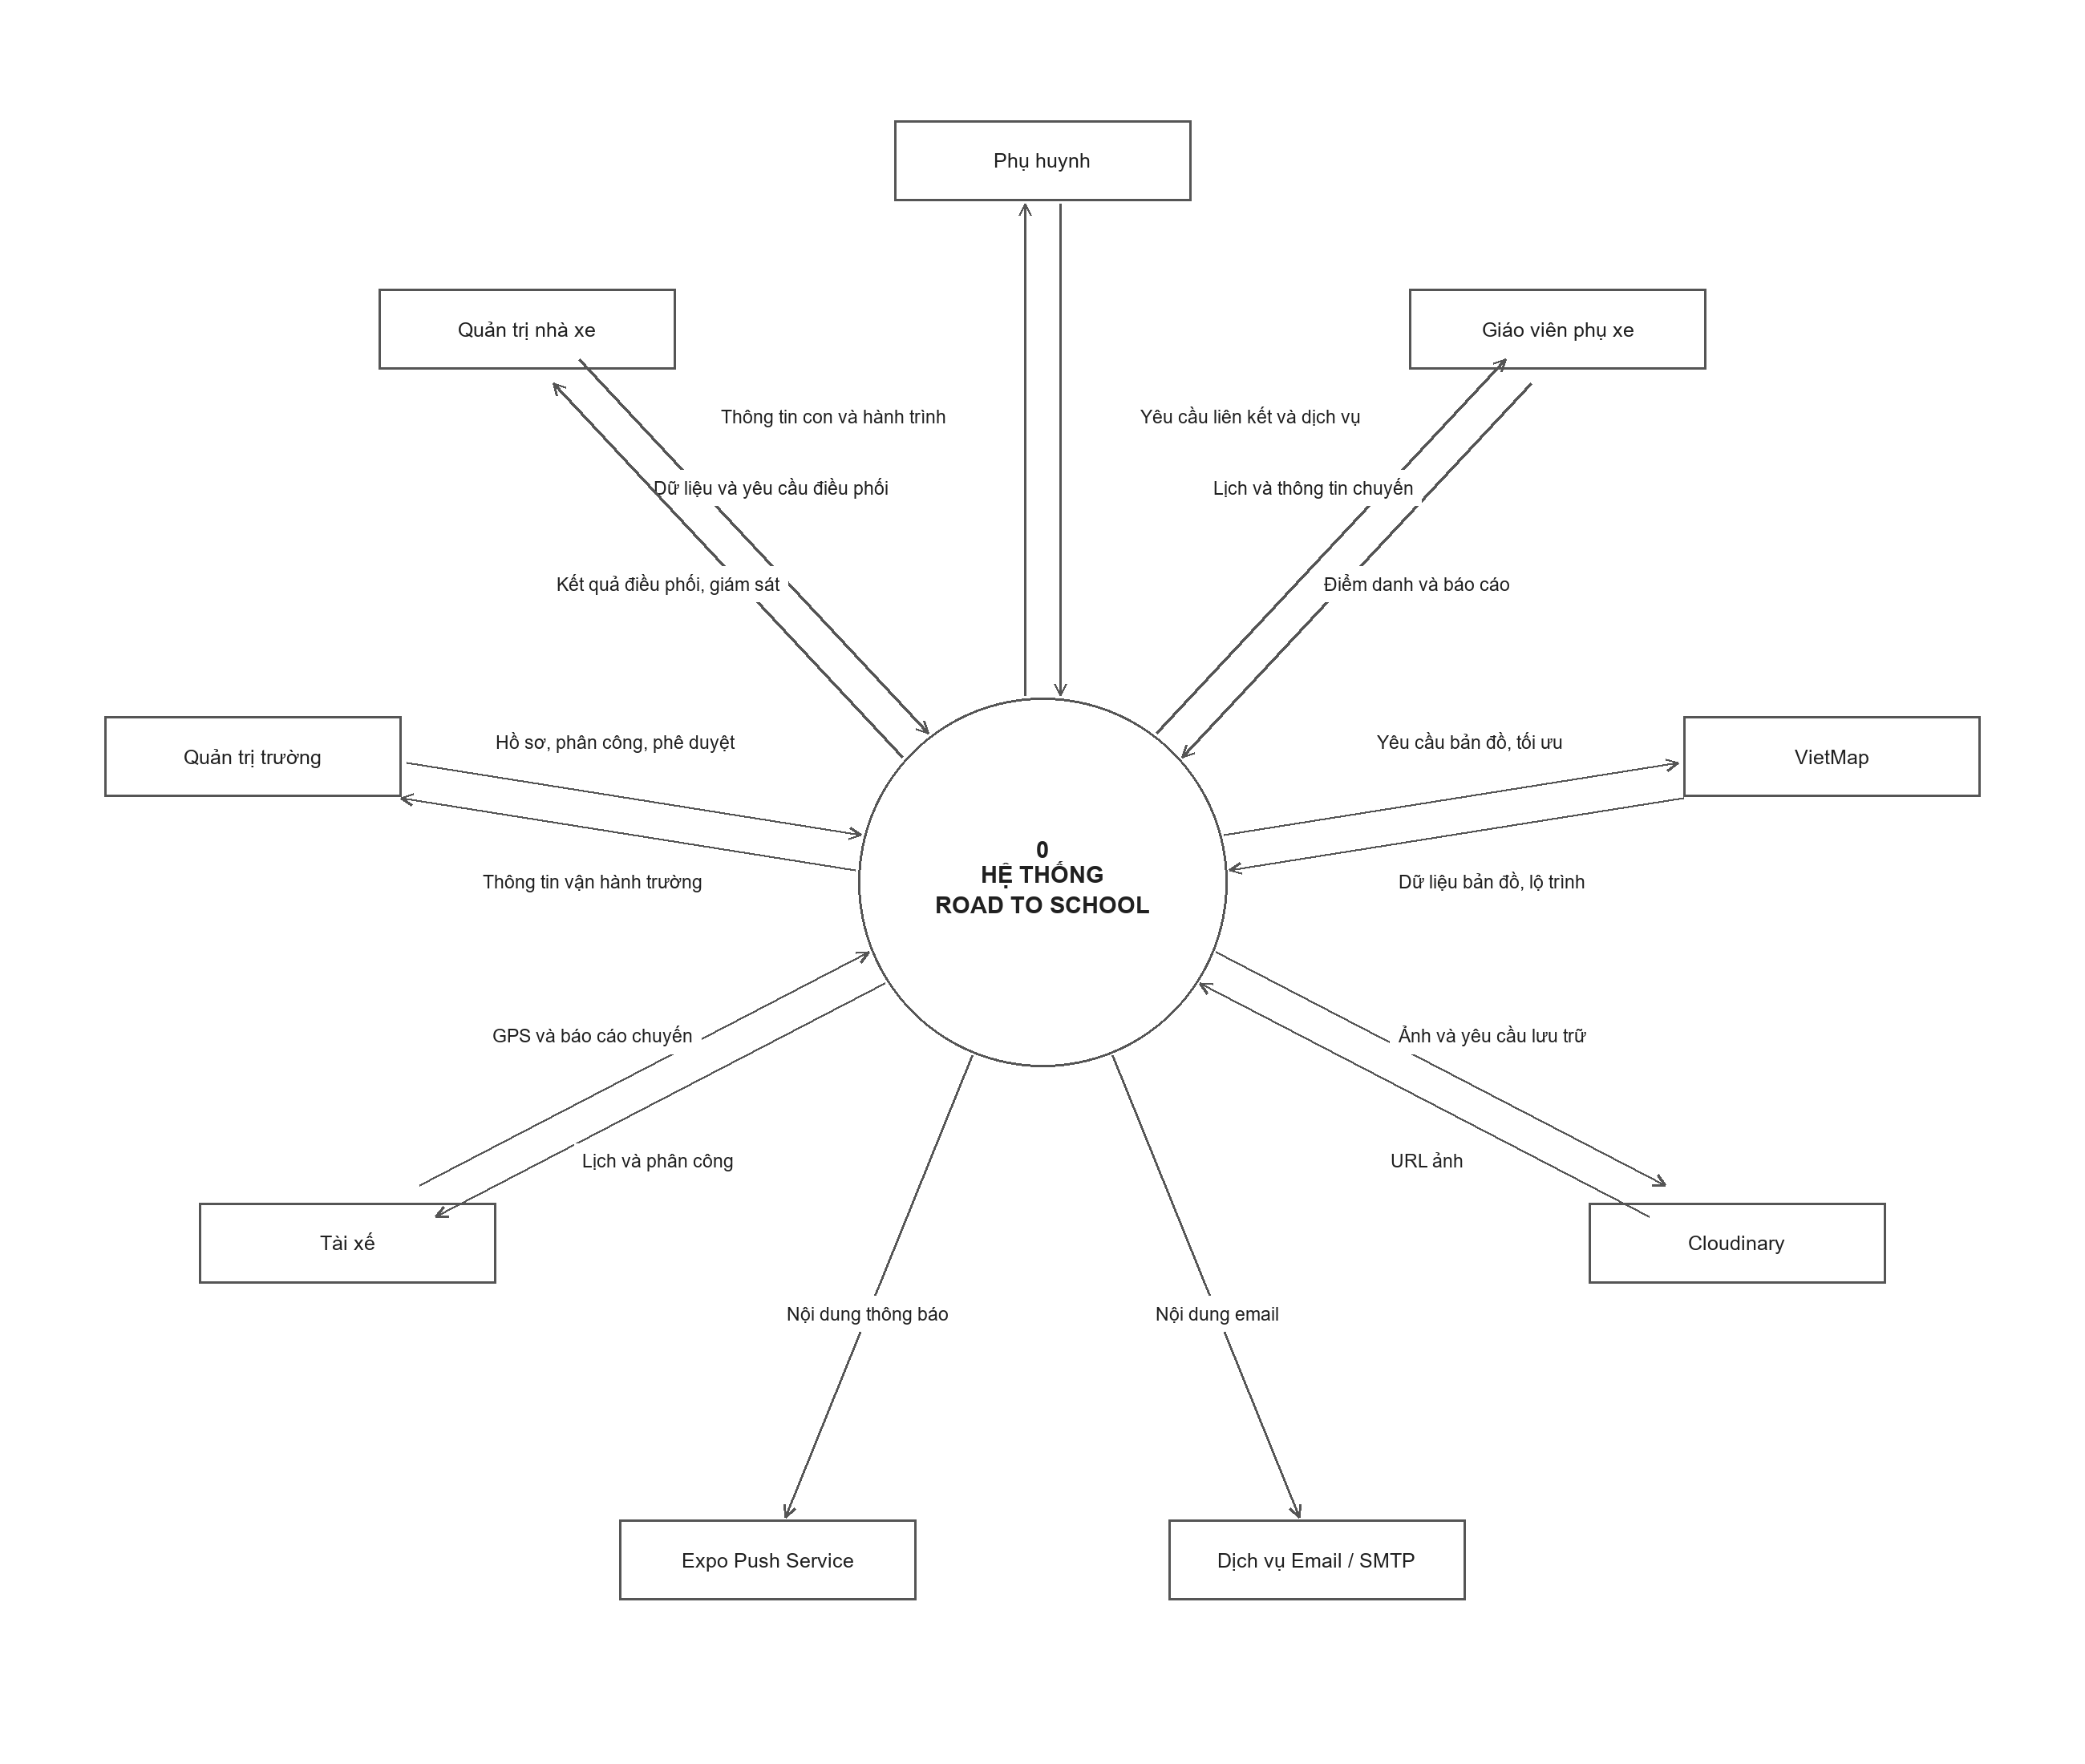 Phụ huynh
Quản trị nhà xe
Giáo viên phụ xe
Thông tin con và hành trình
Yêu cầu liên kết và dịch vụ
Dữ liệu và yêu cầu điều phối
Lịch và thông tin chuyến
Kết quả điều phối, giám sát
Điểm danh và báo cáo
Quản trị trường
Hồ sơ, phân công, phê duyệt
Yêu cầu bản đồ, tối ưu
VietMap
0
HỆ THỐNG
ROAD TO SCHOOL
Thông tin vận hành trường
Dữ liệu bản đồ, lộ trình
GPS và báo cáo chuyến
Ảnh và yêu cầu lưu trữ
Lịch và phân công
URL ảnh
Tài xế
Cloudinary
Nội dung thông báo
Nội dung email
Expo Push Service
Dịch vụ Email / SMTP